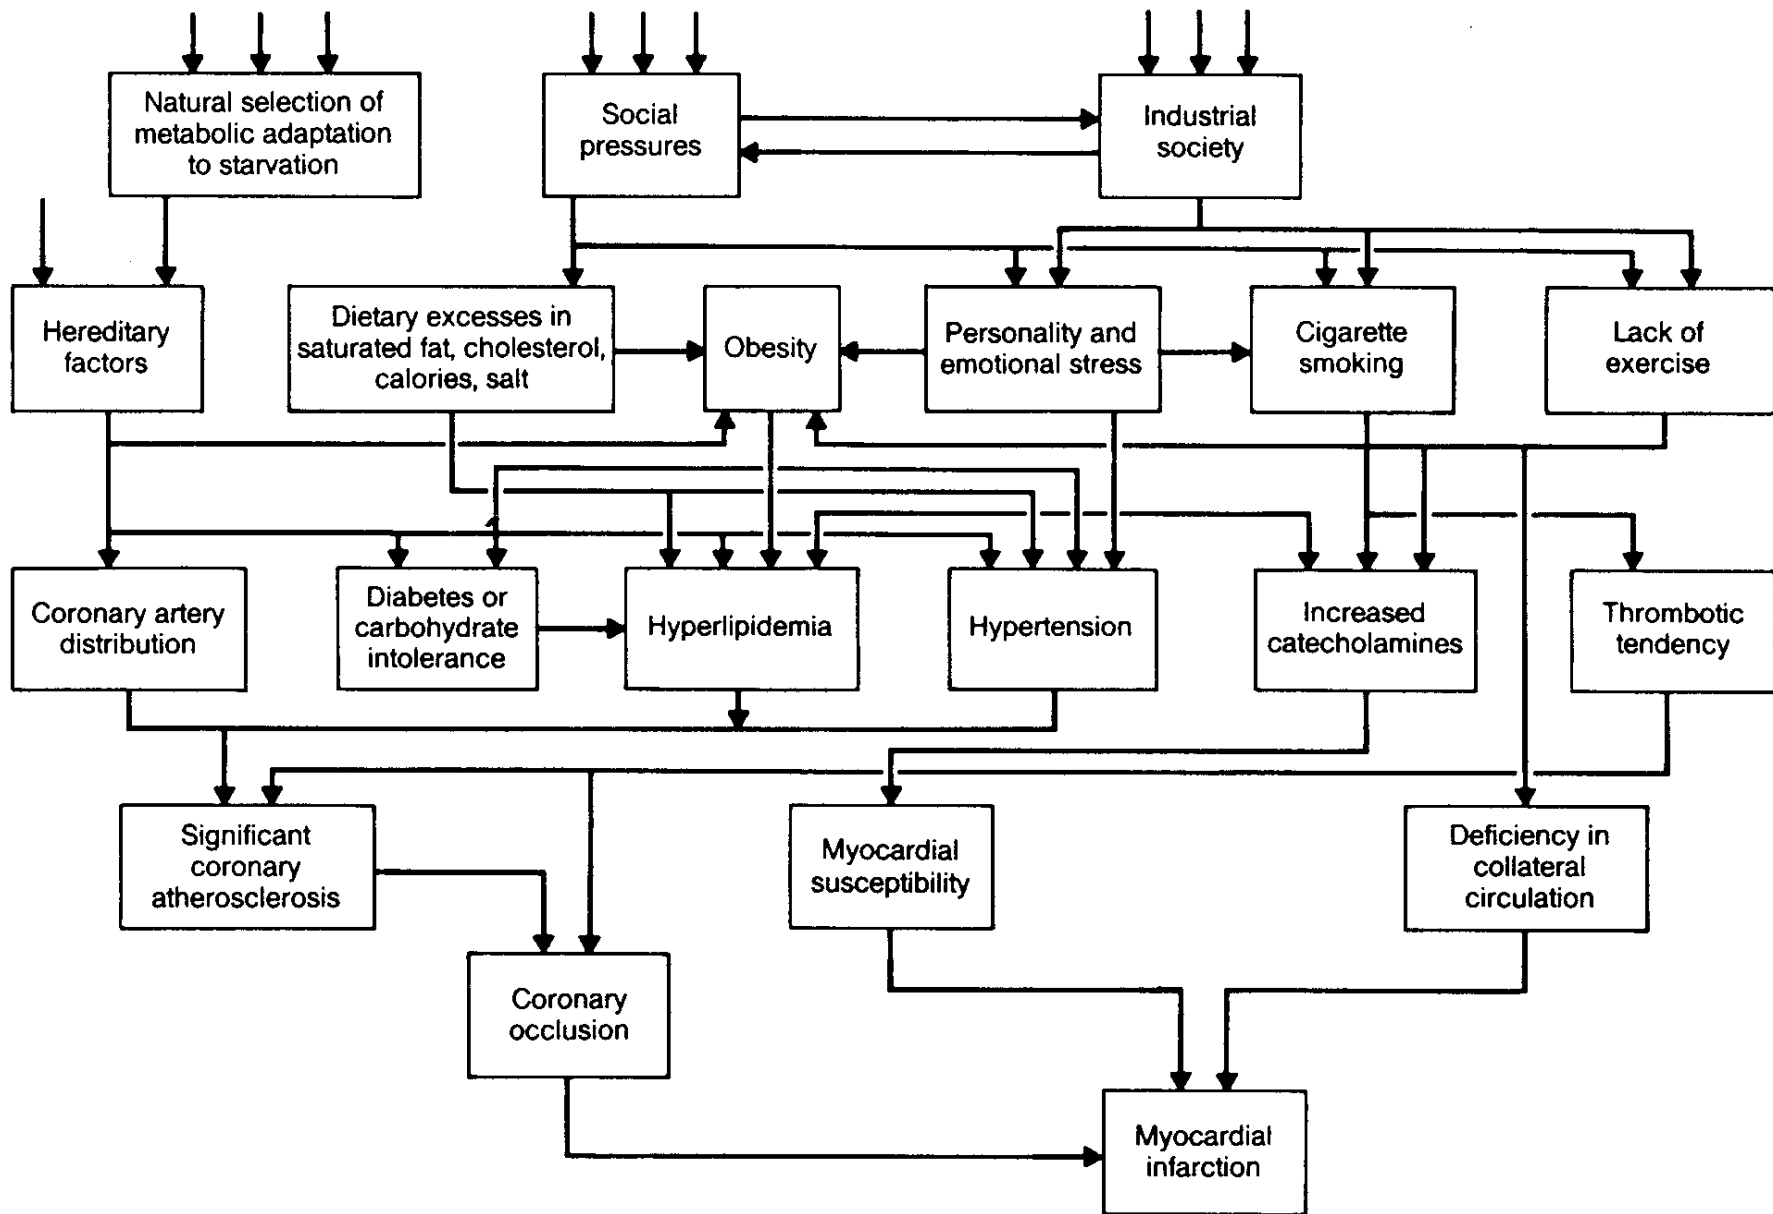 Natural selection of
metabolic adaptation
to starvation
Social
pressures
Industrial
society
Hereditary
factors
Dietary excesses in
saturated fat, cholesterol,
calories, salt
Obesity
Personality and
emotional stress
Cigarette
smoking
Lack of
exercise
Coronary artery
distribution
Diabetes or
carbohydrate
intolerance
Hyperlipidemia
Hypertension
Increased
catecholamines
Thrombotic
tendency
Significant
coronary
atherosclerosis
Myocardial
susceptibility
Deficiency in
collateral
circulation
Coronary
occlusion
Myocardial
infarction